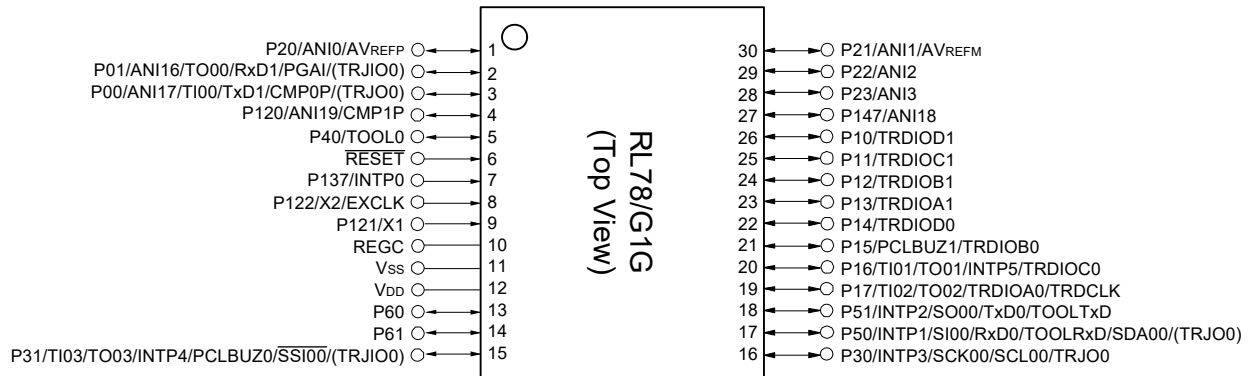 P20/ANI0/AVREFP 1
P01/ANI16/TO00/RxD1/PGAI/(TRJIO0) 2
P00/ANI17/TI00/TxD1/CMP0P/(TRJO0) 3
P120/ANI19/CMP1P 4
P40/TOOL0 5
RESET 6
P137/INTP0 7
P122/X2/EXCLK 8
P121/X1 9
REGC 10
VSS 11
VDD 12
P60 13
P61 14
P31/TI03/TO03/INTP4/PCLBUZ0/SSI00/(TRJIO0) 15
RL78/G1G
(Top View)
30 P21/ANI1/AVREFM
29 P22/ANI2
28 P23/ANI3
27 P147/ANI18
26 P10/TRDIOD1
25 P11/TRDIOC1
24 P12/TRDIOB1
23 P13/TRDIOA1
22 P14/TRDIOD0
21 P15/PCLBUZ1/TRDIOB0
20 P16/TI01/TO01/INTP5/TRDIOC0
19 P17/TI02/TO02/TRDIOA0/TRDCLK
18 P51/INTP2/SO00/TxD0/TOOLTxD
17 P50/INTP1/SI00/RxD0/TOOLRxD/SDA00/(TRJO0)
16 P30/INTP3/SCK00/SCL00/TRJO0